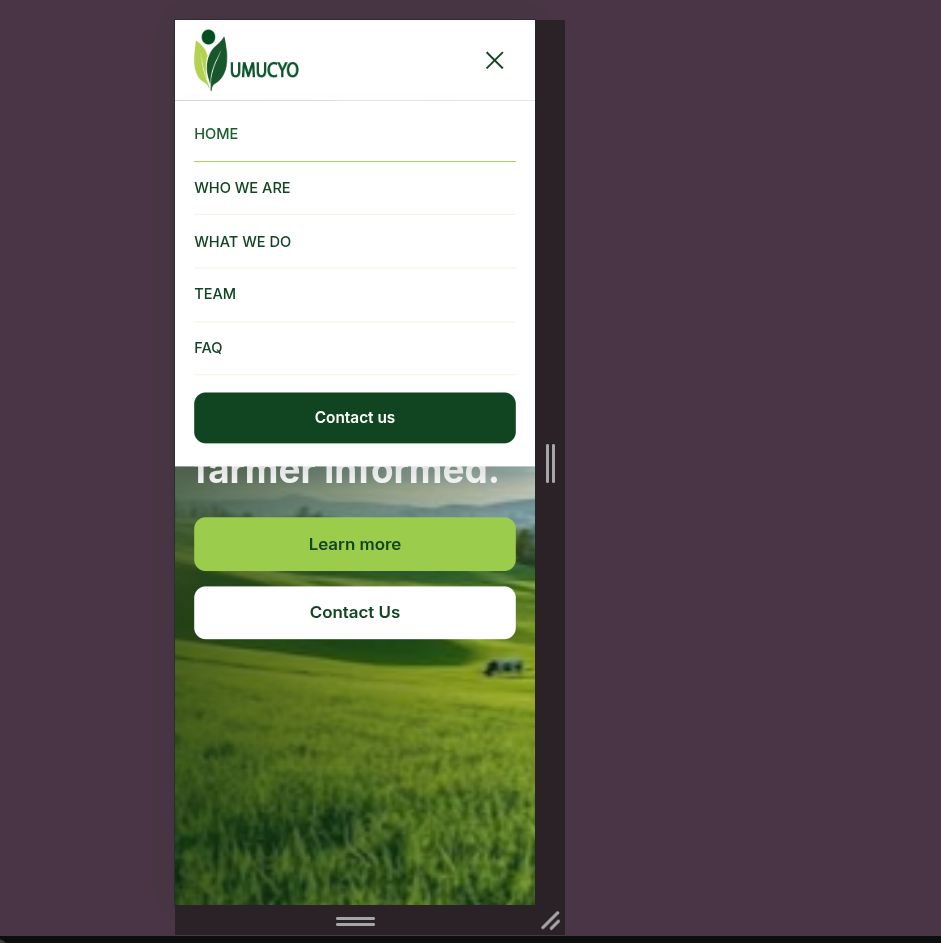 UMUCYO
HOME
WHO WE ARE
WHAT WE DO
TEAM
FAQ
Contact us
farmer informed.
Learn more
Contact Us